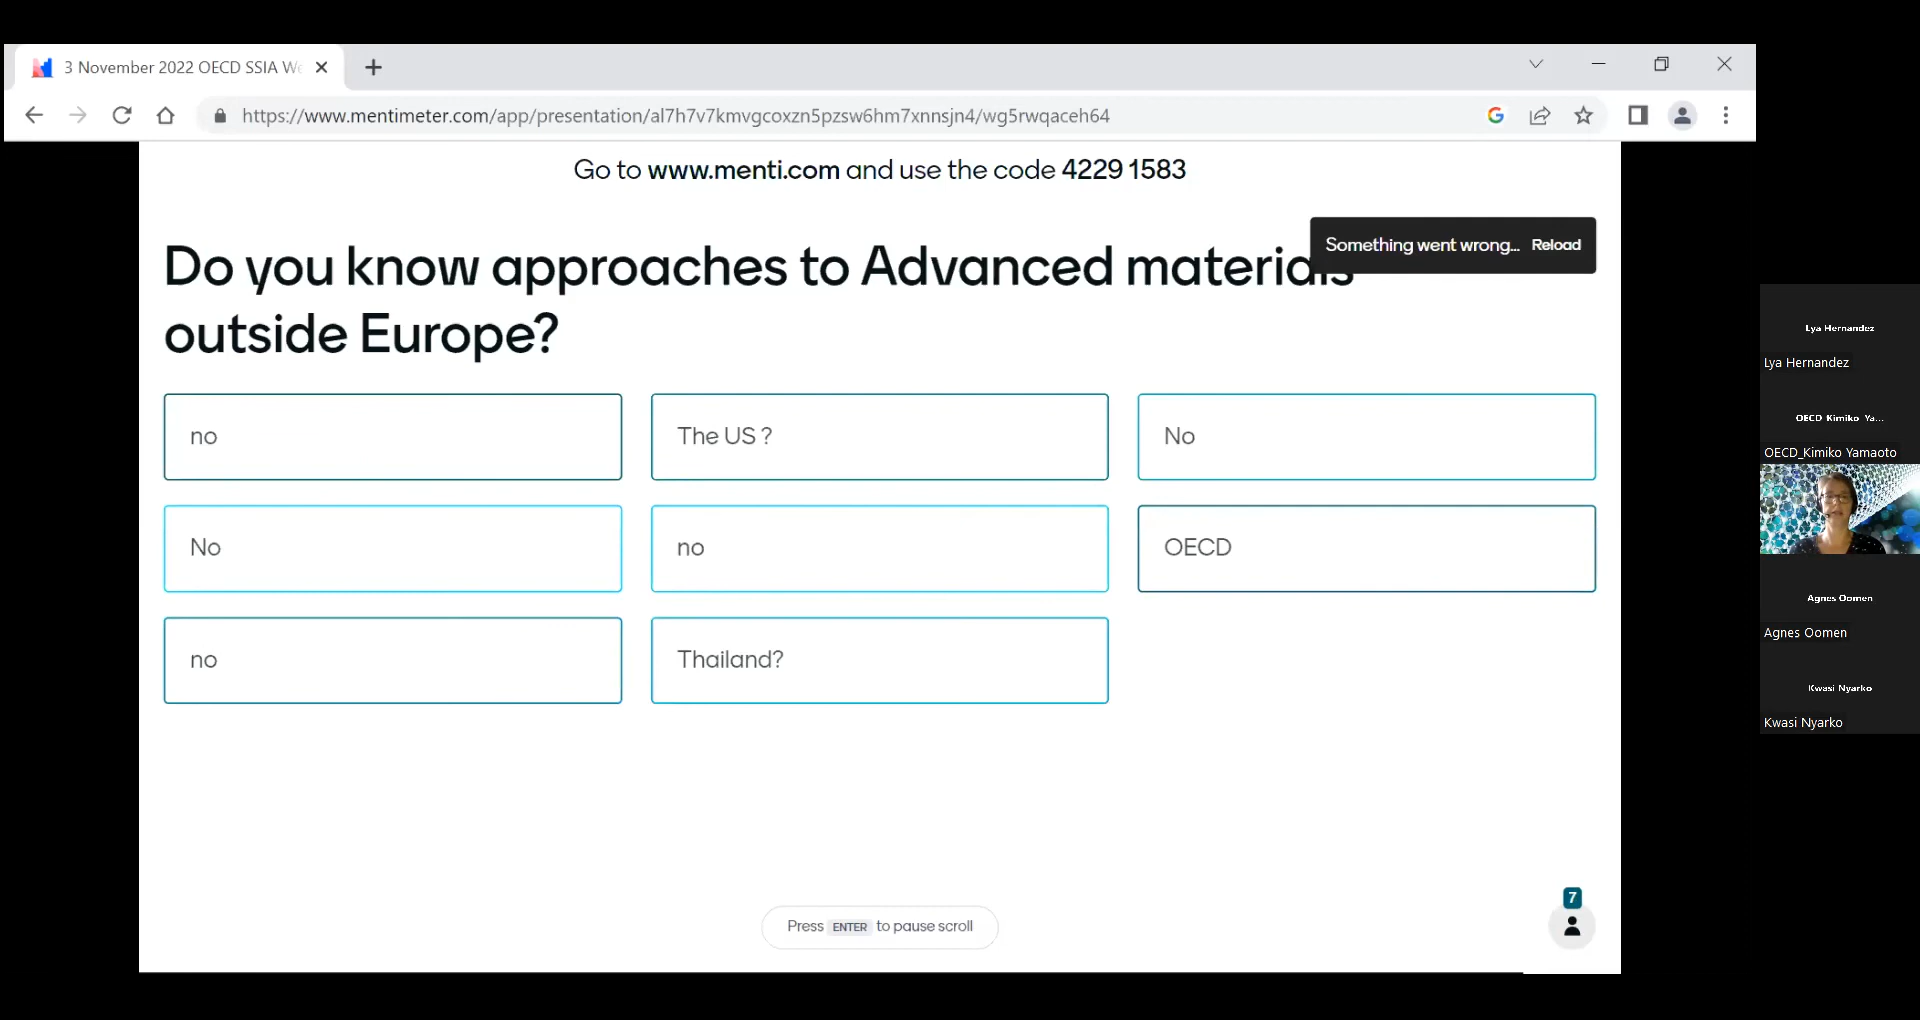 3 November 2022 OECD SSIA We
https://www.mentimeter.com/app/presentation/al7h7v7kmvgcoxzn5pzsw6hm7xnnsjn4/wg5rwqaceh64
Go to www.menti.com and use the code 4229 1583
Something went wrong... Reload
Do you know approaches to Advanced materials
outside Europe?
no
The US ?
No
No
no
OECD
no
Thailand?
Press ENTER to pause scroll
7
Lya Hernandez
Lya Hernandez
OECD_Kimiko Ya...
OECD_Kimiko Yamaoto
Agnes Oomen
Agnes Oomen
Kwasi Nyarko
Kwasi Nyarko